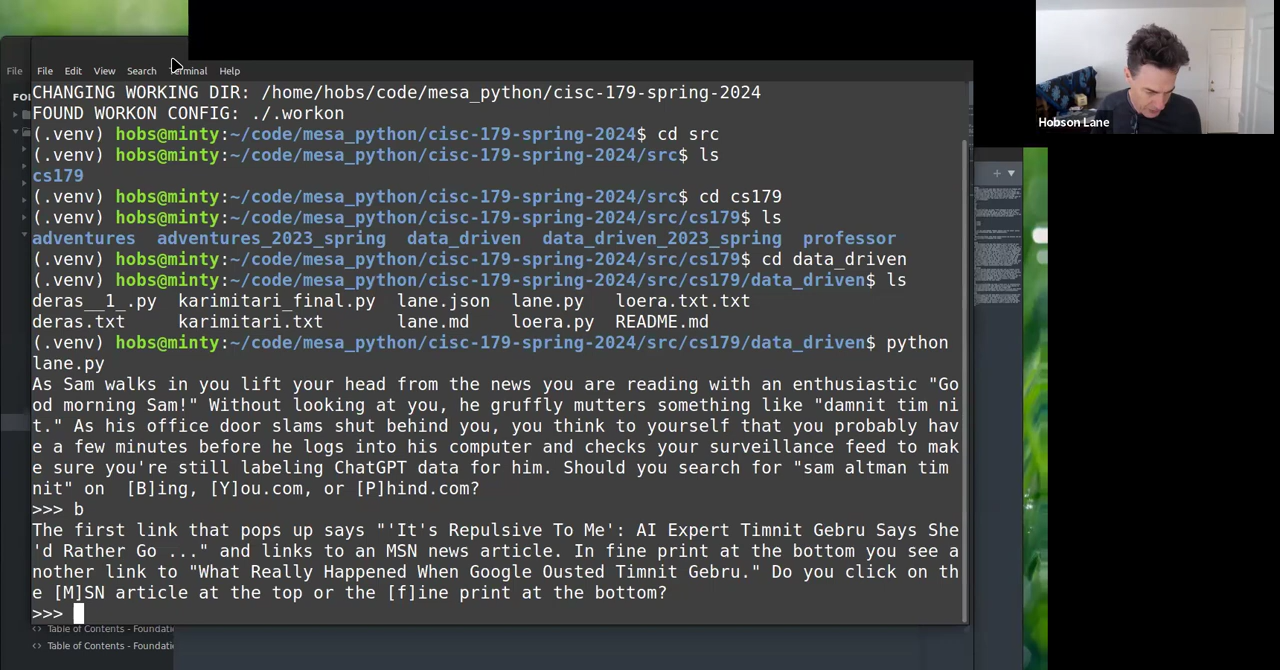 File
File Edit View Search Terminal Help
Hobson Lane
CHANGING WORKING DIR: /home/hobs/code/mesa_python/cisc-179-spring-2024
FOUND WORKON CONFIG: ./.workon
(.venv) hobs@minty:~/code/mesa_python/cisc-179-spring-2024$ cd src
(.venv) hobs@minty:~/code/mesa_python/cisc-179-spring-2024/src$ ls
cs179
(.venv) hobs@minty:~/code/mesa_python/cisc-179-spring-2024/src$ cd cs179
(.venv) hobs@minty:~/code/mesa_python/cisc-179-spring-2024/src/cs179$ ls
adventures adventures_2023_spring data_driven data_driven_2023_spring professor
(.venv) hobs@minty:~/code/mesa_python/cisc-179-spring-2024/src/cs179$ cd data_driven
(.venv) hobs@minty:~/code/mesa_python/cisc-179-spring-2024/src/cs179/data_driven$ ls
deras__1_.py karimitari_final.py lane.json lane.py loera.txt.txt
deras.txt karimitari.txt lane.md loera.py README.md
(.venv) hobs@minty:~/code/mesa_python/cisc-179-spring-2024/src/cs179/data_driven$ python
lane.py
As Sam walks in you lift your head from the news you are reading with an enthusiastic "Go
od morning Sam!" Without looking at you, he gruffly mutters something like "damnit tim ni
t." As his office door slams shut behind you, you think to yourself that you probably hav
e a few minutes before he logs into his computer and checks your surveillance feed to mak
e sure you're still labeling ChatGPT data for him. Should you search for "sam altman tim
nit" on  [B]ing, [Y]ou.com, or [P]hind.com?
>>> b
The first link that pops up says "'It's Repulsive To Me': AI Expert Timnit Gebru Says She
'd Rather Go ..." and links to an MSN news article. In fine print at the bottom you see a
nother link to "What Really Happened When Google Ousted Timnit Gebru." Do you click on th
e [M]SN article at the top or the [f]ine print at the bottom?
>>>
<> Table of Contents - Foundati
<> Table of Contents - Foundati